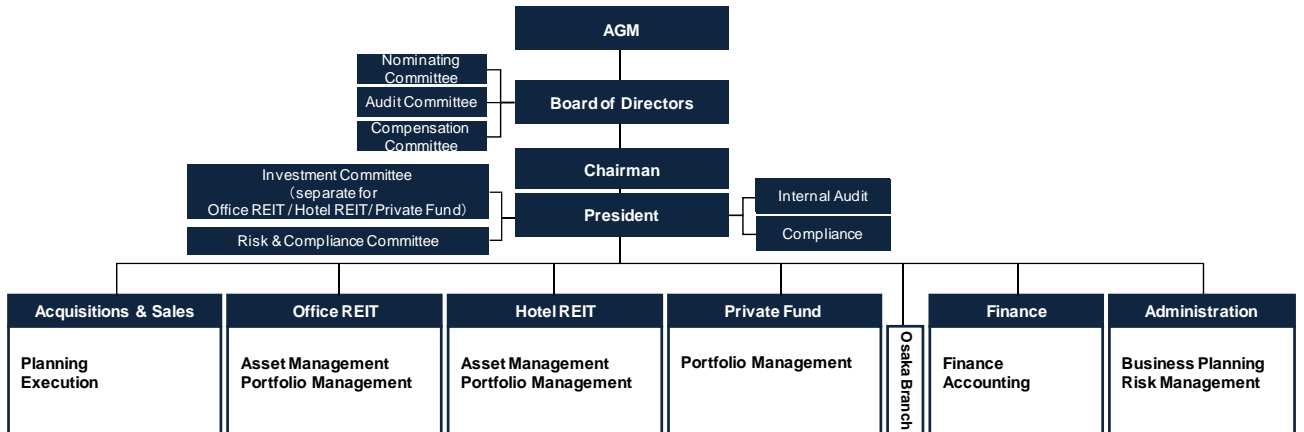 AGM
Nominating
Committee
Audit Committee
Compensation
Committee
Board of Directors
Chairman
Investment Committee
（separate for
Office REIT / Hotel REIT/ Private Fund）
Risk & Compliance Committee
President
Internal Audit
Compliance
Acquisitions & Sales
Planning
Execution
Office REIT
Asset Management
Portfolio Management
Hotel REIT
Asset Management
Portfolio Management
Private Fund
Portfolio Management
Osaka Branch
Finance
Finance
Accounting
Administration
Business Planning
Risk Management